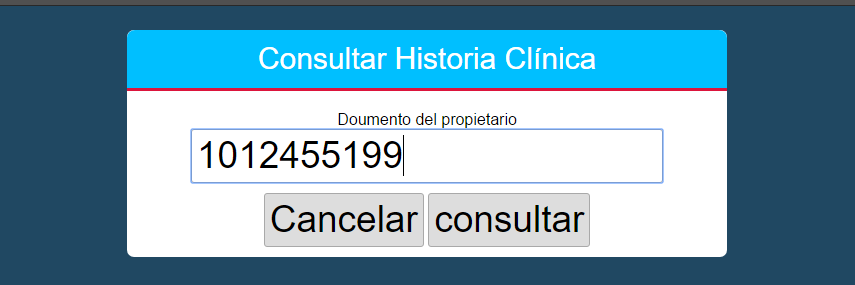 Consultar Historia Clínica
Doumento del propietario
1012455199
Cancelar consultar